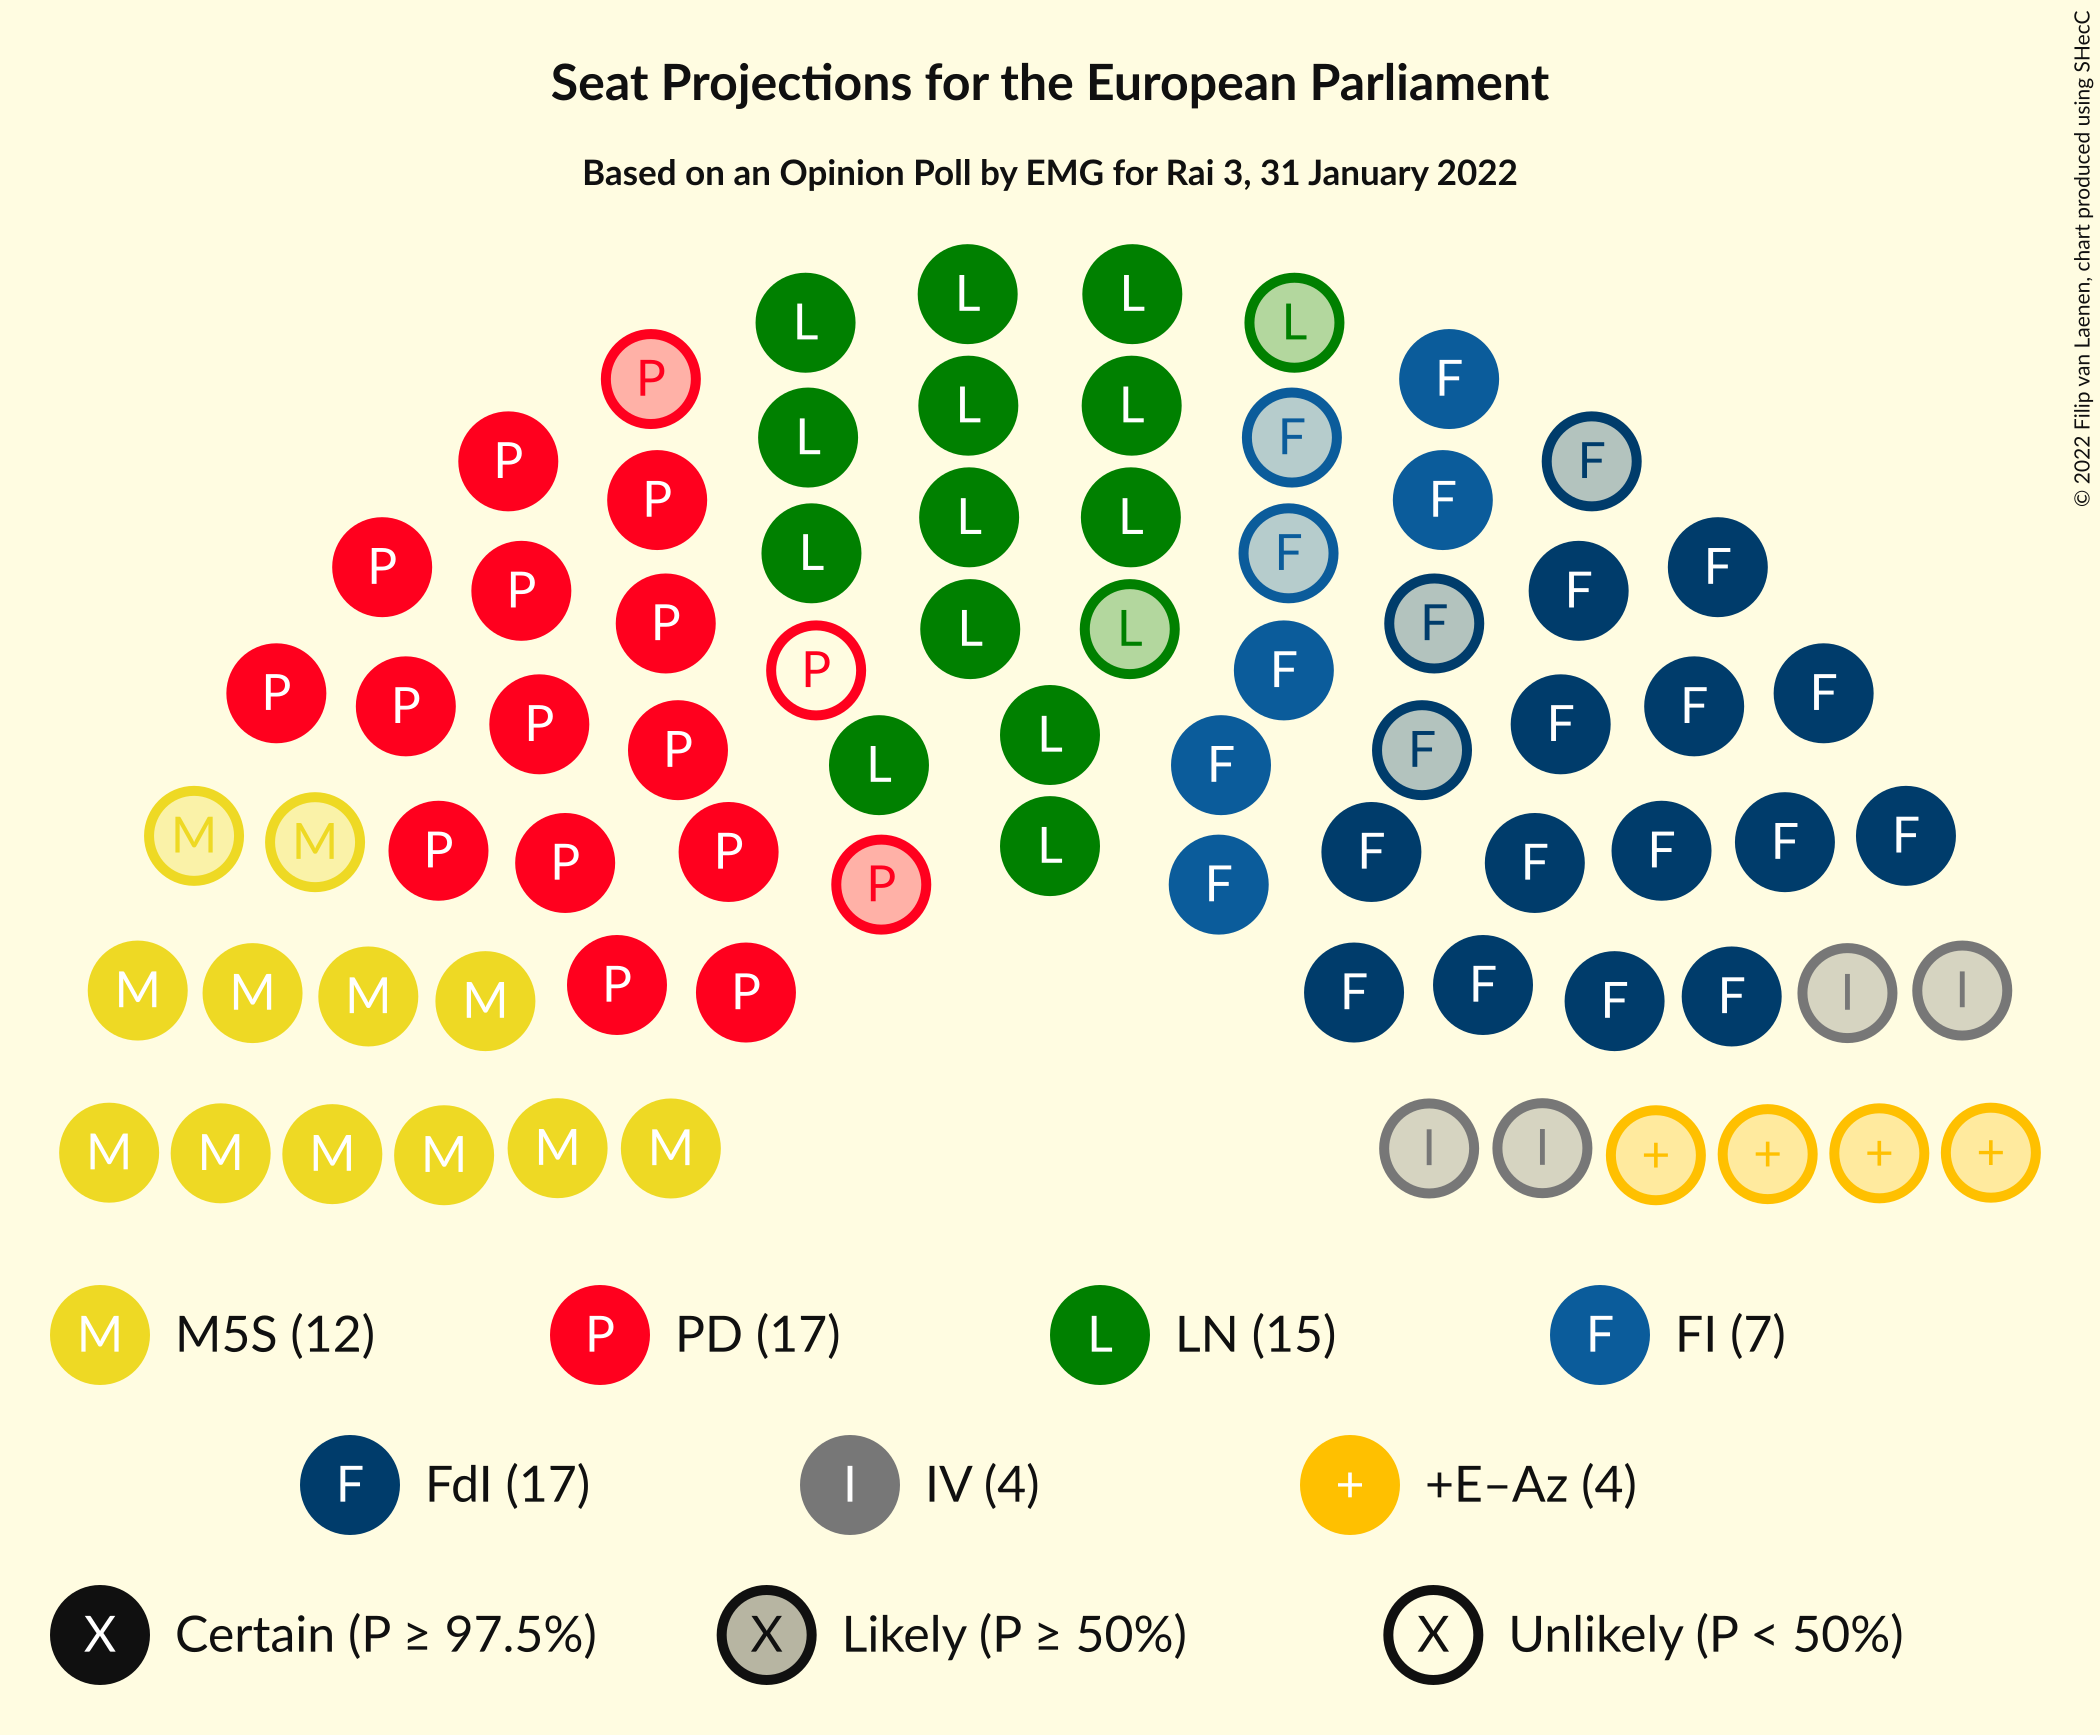 Seat Projections for the European Parliament
Based on an Opinion Poll by EMG for Rai 3, 31 January 2022
© 2022 Filip van Laenen, chart produced using SHecC
L L
L L
P F
L L
L F
P F
P F
L L
F
L F
P F
P F
P L
P F
L P
F F
P F
P F
P P
F F
L
P L F F
M M P P P P
L F F F F F F
M M M M P P
F F F F I I
M M M M M M
I I + + + +
M M5S (12) P PD (17) L LN (15) F FI (7)
F FdI (17) I IV (4) + +E–Az (4)
X Certain (P ≥ 97.5%) X Likely (P ≥ 50%) X Unlikely (P < 50%)